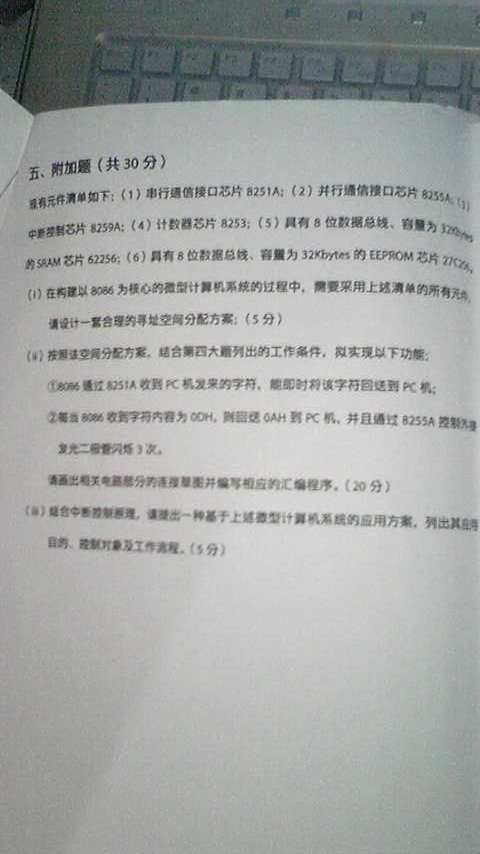 五、附加题（共 30 分）
现有元件清单如下：（1）串行通信接口芯片 8251A；（2）并行通信接口芯片 8255A；（3）
中断控制芯片 8259A；（4）计数器芯片 8253；（5）具有 8 位数据总线、容量为 32Kbytes
的 SRAM 芯片 62256；（6）具有 8 位数据总线、容量为 32Kbytes 的 EEPROM 芯片 27C256。
（i）在构建以 8086 为核心的微型计算机系统的过程中，需要采用上述清单的所有元件，
请设计一套合理的寻址空间分配方案；（5 分）
（ii）按照该空间分配方案，结合第四大题列出的工作条件，拟实现以下功能：
①8086 通过 8251A 收到 PC 机发来的字符，能即时将该字符回送到 PC 机；
②每当 8086 收到字符内容为 0DH，则回送 0AH 到 PC 机，并且通过 8255A 控制外接
发光二极管闪烁 3 次。
请画出相关电路部分的连接草图并编写相应的汇编程序。（20 分）
（iii）结合中断控制原理，请提出一种基于上述微型计算机系统的应用方案，列出其应用
目的、控制对象及工作流程。（5 分）